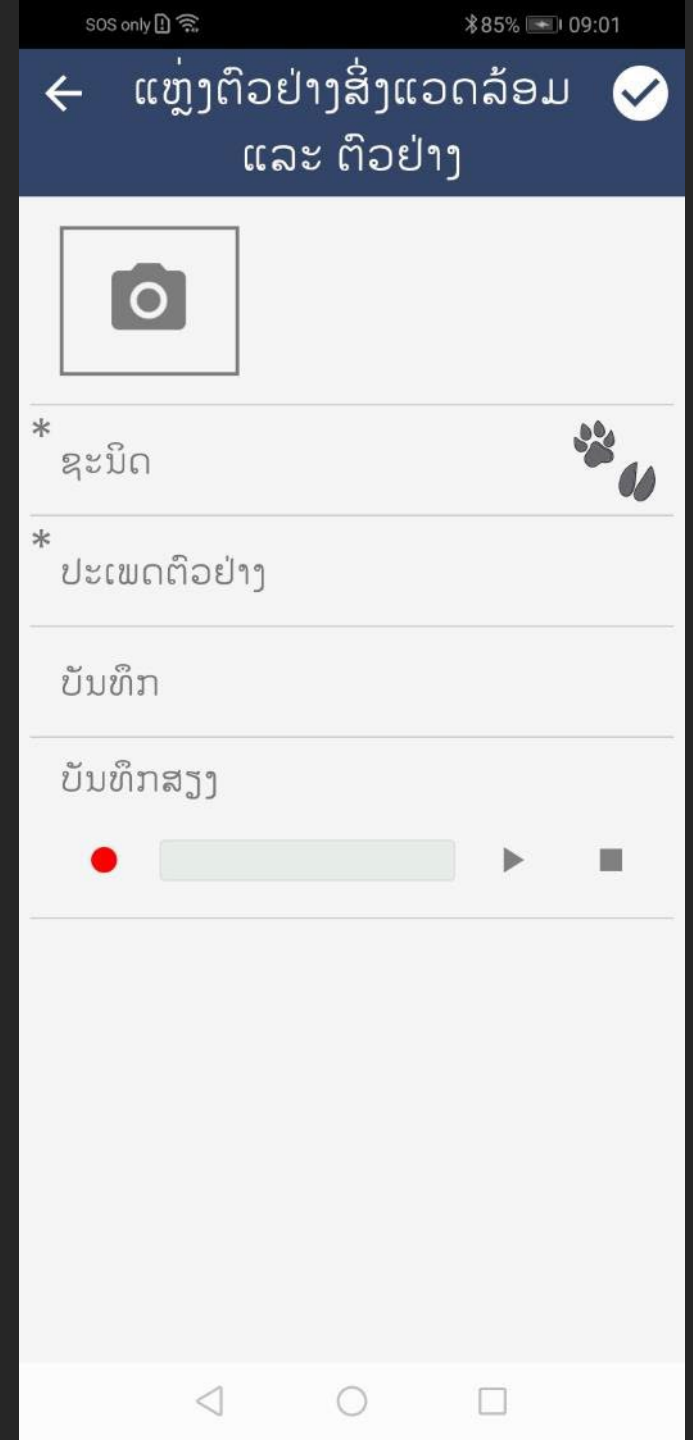 SOS only 85% 09:01
ແຫຼ່ງຕົວຢ່າງສິ່ງແວດລ້ອມ
ແລະ ຕົວຢ່າງ
*
ຊະນິດ
*
ປະເພດຕົວຢ່າງ
ບັນທຶກ
ບັນທຶກສຽງ